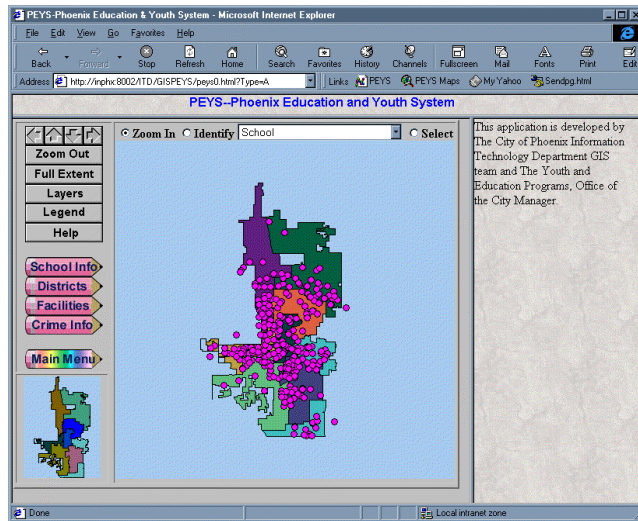 PEYS-Phoenix Education & Youth System - Microsoft Internet Explorer
File Edit View Go Favorites Help
Back Forward Stop Refresh Home Search Favorites History Channels Fullscreen Mail Fonts Print Edit
Address http://inphx:8002/ITD/GISPEYS/peys0.html?Type=A Links PEYS PEYS Maps My Yahoo Sendpg.html
PEYS--Phoenix Education and Youth System
Zoom In Identify School Select
Zoom Out
Full Extent
Layers
Legend
Help
School Info
Districts
Facilities
Crime Info
Main Menu
This application is developed by
The City of Phoenix Information
Technology Department GIS
team and The Youth and
Education Programs, Office of
the City Manager.
Done Local intranet zone